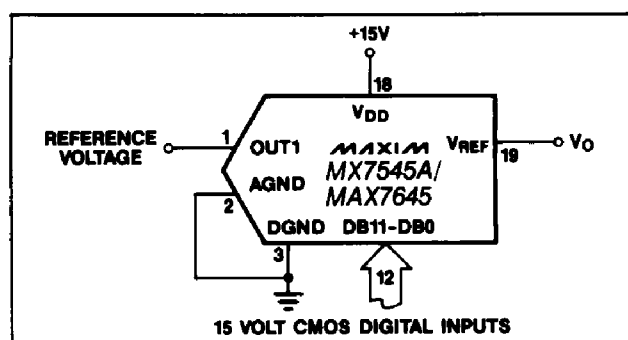 +15V
18
VDD
REFERENCE
VOLTAGE
1
OUT1
MAXIM
VREF
19
VO
MX7545A/
MAX7645
AGND
2
DGND
DB11-DB0
3
12
15 VOLT CMOS DIGITAL INPUTS